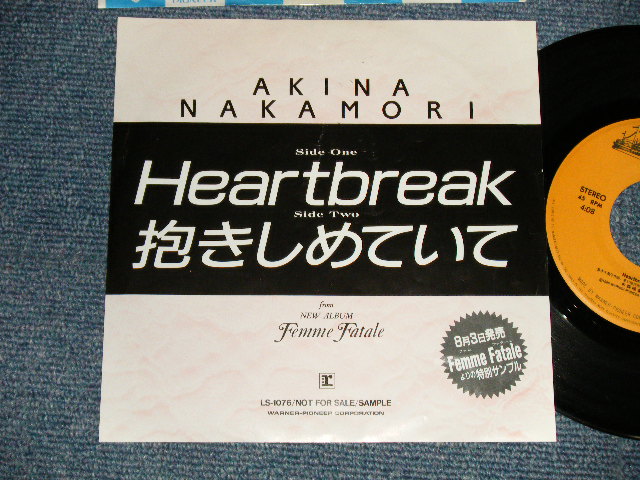 AKINA
NAKAMORI
Side One
Heartbreak
Side Two
抱きしめていて
from
NEW ALBUM
Femme Fatale
8月3日発売
Femme Fatale
よりの特別サンプル
r
LS-1076/NOT FOR SALE/SAMPLE
WARNER-PIONEER CORPORATION
STEREO
45 RPM
4:08